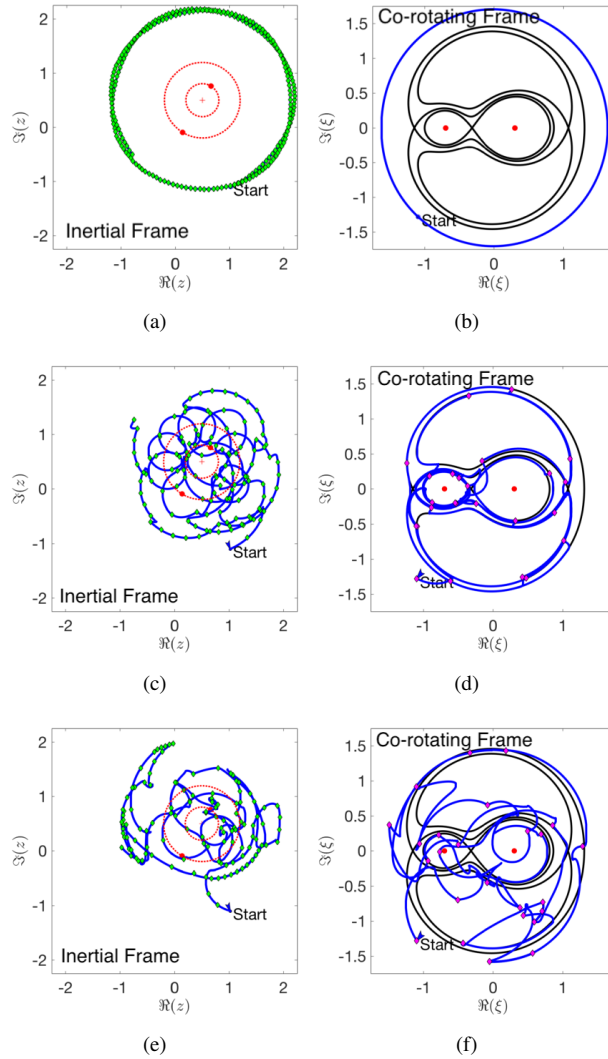 2
1
0
-1
-2
ℑ(z)
Start
Inertial Frame
-2 -1 0 1 2
ℜ(z)
(a)
Co-rotating Frame
1.5
1
0.5
0
-0.5
-1
-1.5
ℑ(ξ)
Start
-1 0 1
ℜ(ξ)
(b)
2
1
0
-1
-2
ℑ(z)
Start
Inertial Frame
-2 -1 0 1 2
ℜ(z)
(c)
Co-rotating Frame
1.5
1
0.5
0
-0.5
-1
-1.5
ℑ(ξ)
Start
-1 0 1
ℜ(ξ)
(d)
2
1
0
-1
-2
ℑ(z)
Start
Inertial Frame
-2 -1 0 1 2
ℜ(z)
(e)
Co-rotating Frame
1.5
1
0.5
0
-0.5
-1
-1.5
ℑ(ξ)
Start
-1 0 1
ℜ(ξ)
(f)